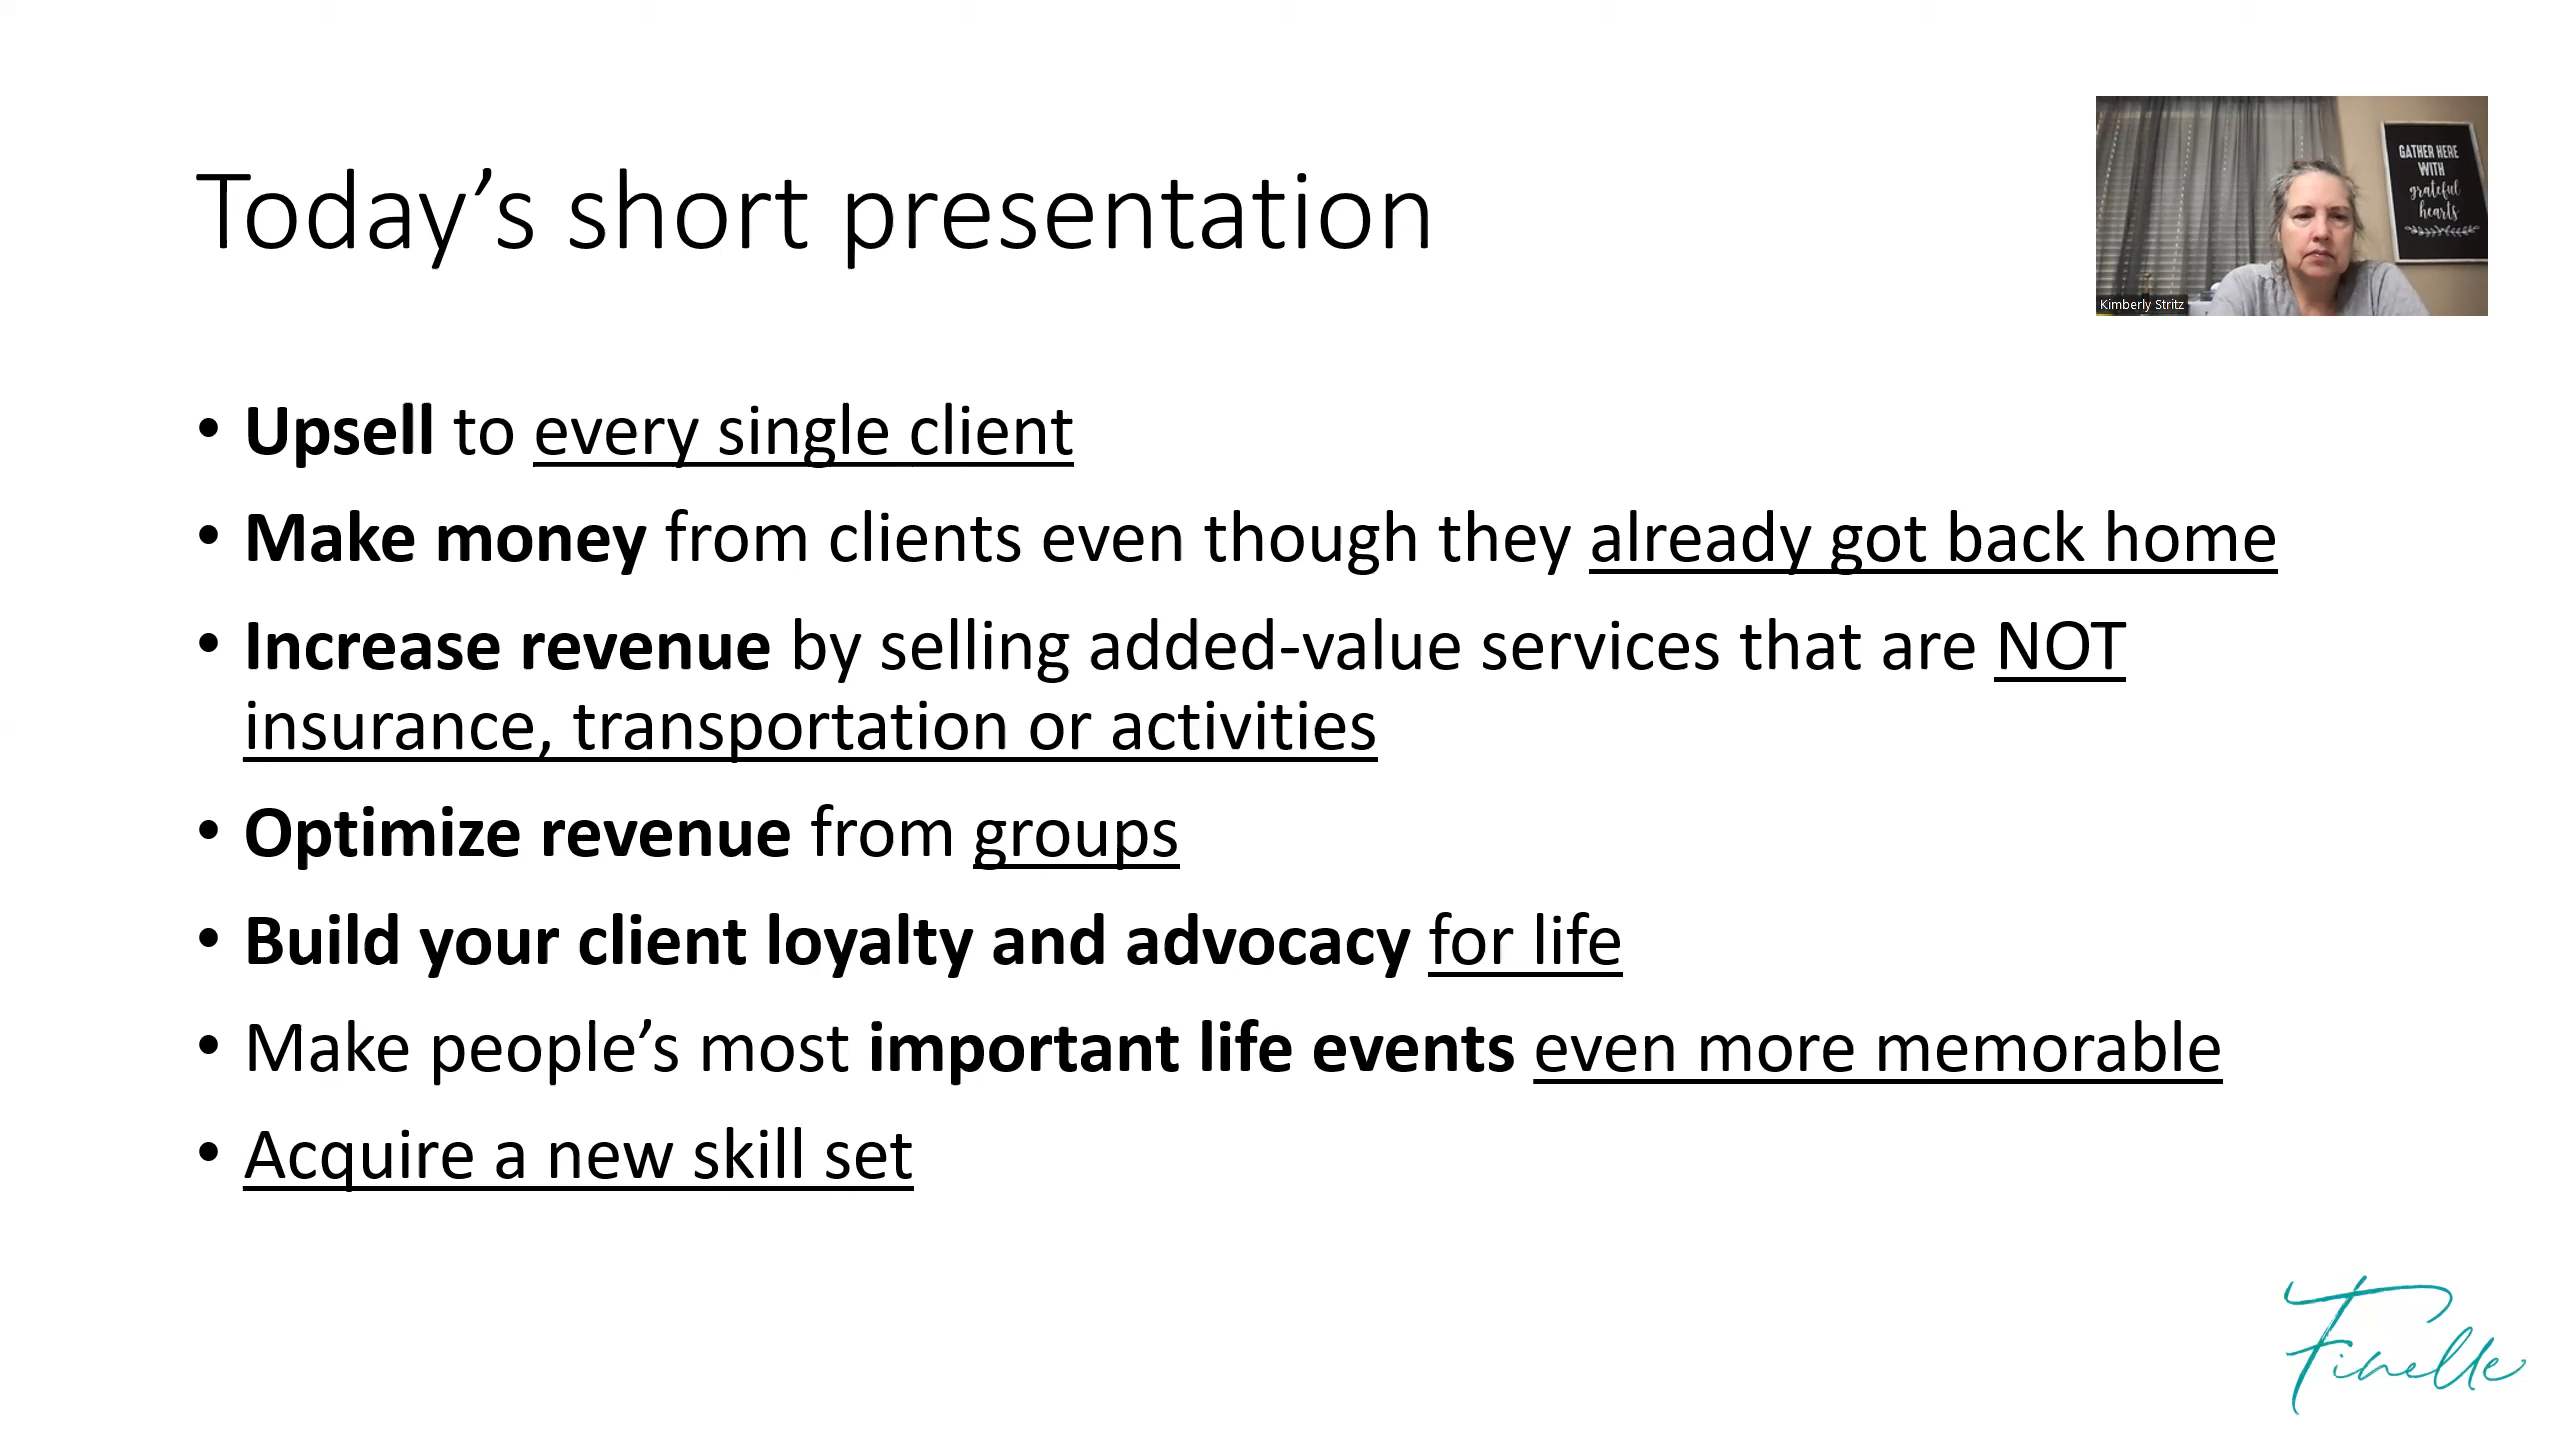 Today’s short presentation
GATHER HERE
WITH
grateful
hearts
Kimberly Stritz
• Upsell to every single client
• Make money from clients even though they already got back home
• Increase revenue by selling added-value services that are NOT
insurance, transportation or activities
• Optimize revenue from groups
• Build your client loyalty and advocacy for life
• Make people’s most important life events even more memorable
• Acquire a new skill set
Finelle